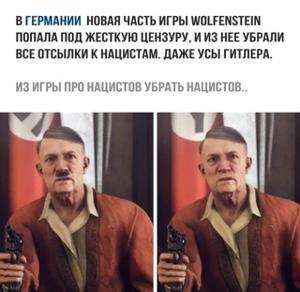 В ГЕРМАНИИ НОВАЯ ЧАСТЬ ИГРЫ WOLFENSTEIN
ПОПАЛА ПОД ЖЕСТКУЮ ЦЕНЗУРУ, И ИЗ НЕЕ УБРАЛИ
ВСЕ ОТСЫЛКИ К НАЦИСТАМ. ДАЖЕ УСЫ ГИТЛЕРА.
ИЗ ИГРЫ ПРО НАЦИСТОВ УБРАТЬ НАЦИСТОВ..